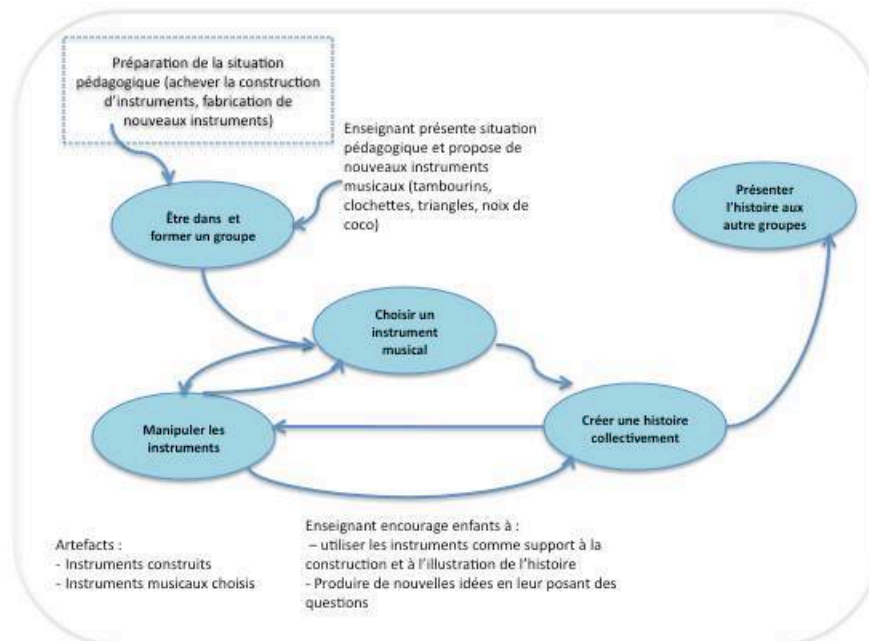 Préparation de la situation
pédagogique (achever la construction
d'instruments, fabrication de
nouveaux instruments)
Enseignant présente situation
pédagogique et propose de
nouveaux instruments
musicaux (tambourins,
clochettes, triangles, noix de
coco)
Être dans et
former un groupe
Présenter
l'histoire aux
autre groupes
Choisir un
instrument
musical
Manipuler les
instruments
Créer une histoire
collectivement
Artefacts :
- Instruments construits
- Instruments musicaux choisis
Enseignant encourage enfants à :
– utiliser les instruments comme support à la
construction et à l'illustration de l'histoire
- Produire de nouvelles idées en leur posant des
questions